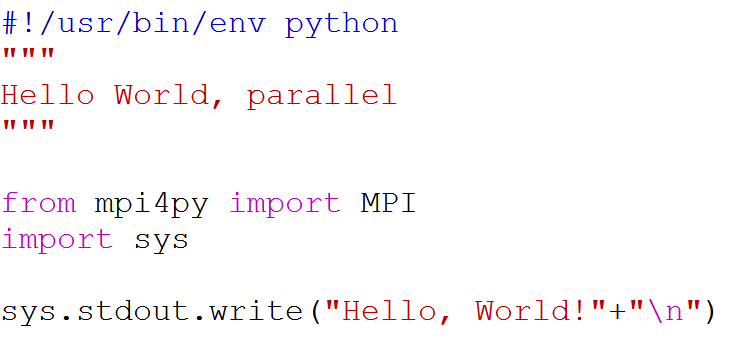 #!/usr/bin/env python
"""
Hello World, parallel
"""
from mpi4py import MPI
import sys
sys.stdout.write("Hello, World!"+"\n")